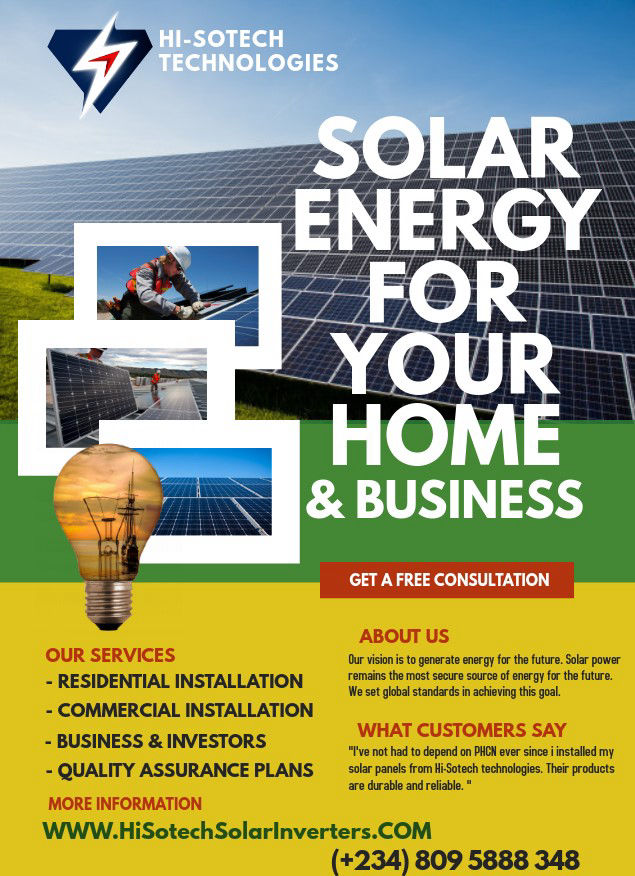 HI-SOTECH
TECHNOLOGIES
SOLAR
ENERGY
FOR
YOUR
HOME
& BUSINESS
GET A FREE CONSULTATION
OUR SERVICES
- RESIDENTIAL INSTALLATION
- COMMERCIAL INSTALLATION
- BUSINESS & INVESTORS
- QUALITY ASSURANCE PLANS
MORE INFORMATION
WWW.HiSotechSolarInverters.COM
ABOUT US
Our vision is to generate energy for the future. Solar power
remains the most secure source of energy for the future.
We set global standards in achieving this goal.
WHAT CUSTOMERS SAY
"I've not had to depend on PHCN ever since i installed my
solar panels from Hi-Sotech technologies. Their products
are durable and reliable. "
(+234) 809 5888 348